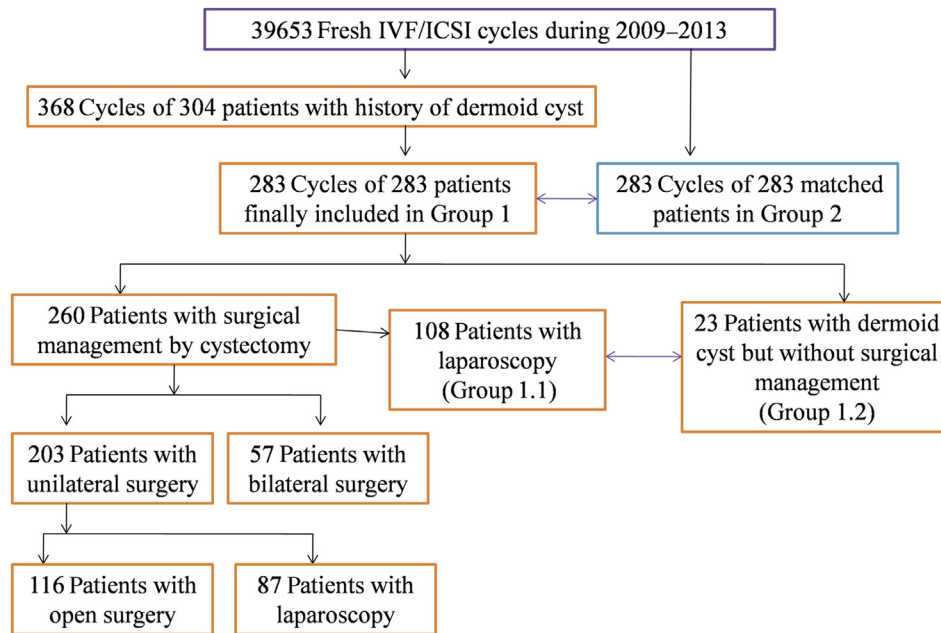 39653 Fresh IVF/ICSI cycles during 2009–2013
368 Cycles of 304 patients with history of dermoid cyst
283 Cycles of 283 patients
finally included in Group 1
283 Cycles of 283 matched
patients in Group 2
260 Patients with surgical
management by cystectomy
108 Patients with
laparoscopy
(Group 1.1)
23 Patients with dermoid
cyst but without surgical
management
(Group 1.2)
203 Patients with
unilateral surgery
57 Patients with
bilateral surgery
116 Patients with
open surgery
87 Patients with
laparoscopy